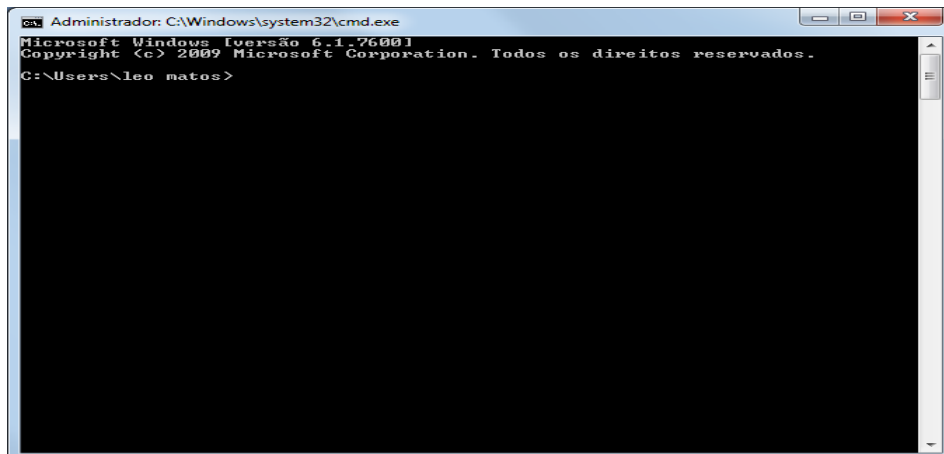 Administrador: C:\Windows\system32\cmd.exe
Microsoft Windows [versão 6.1.7600]
Copyright (c) 2009 Microsoft Corporation. Todos os direitos reservados.
C:\Users\leo matos>